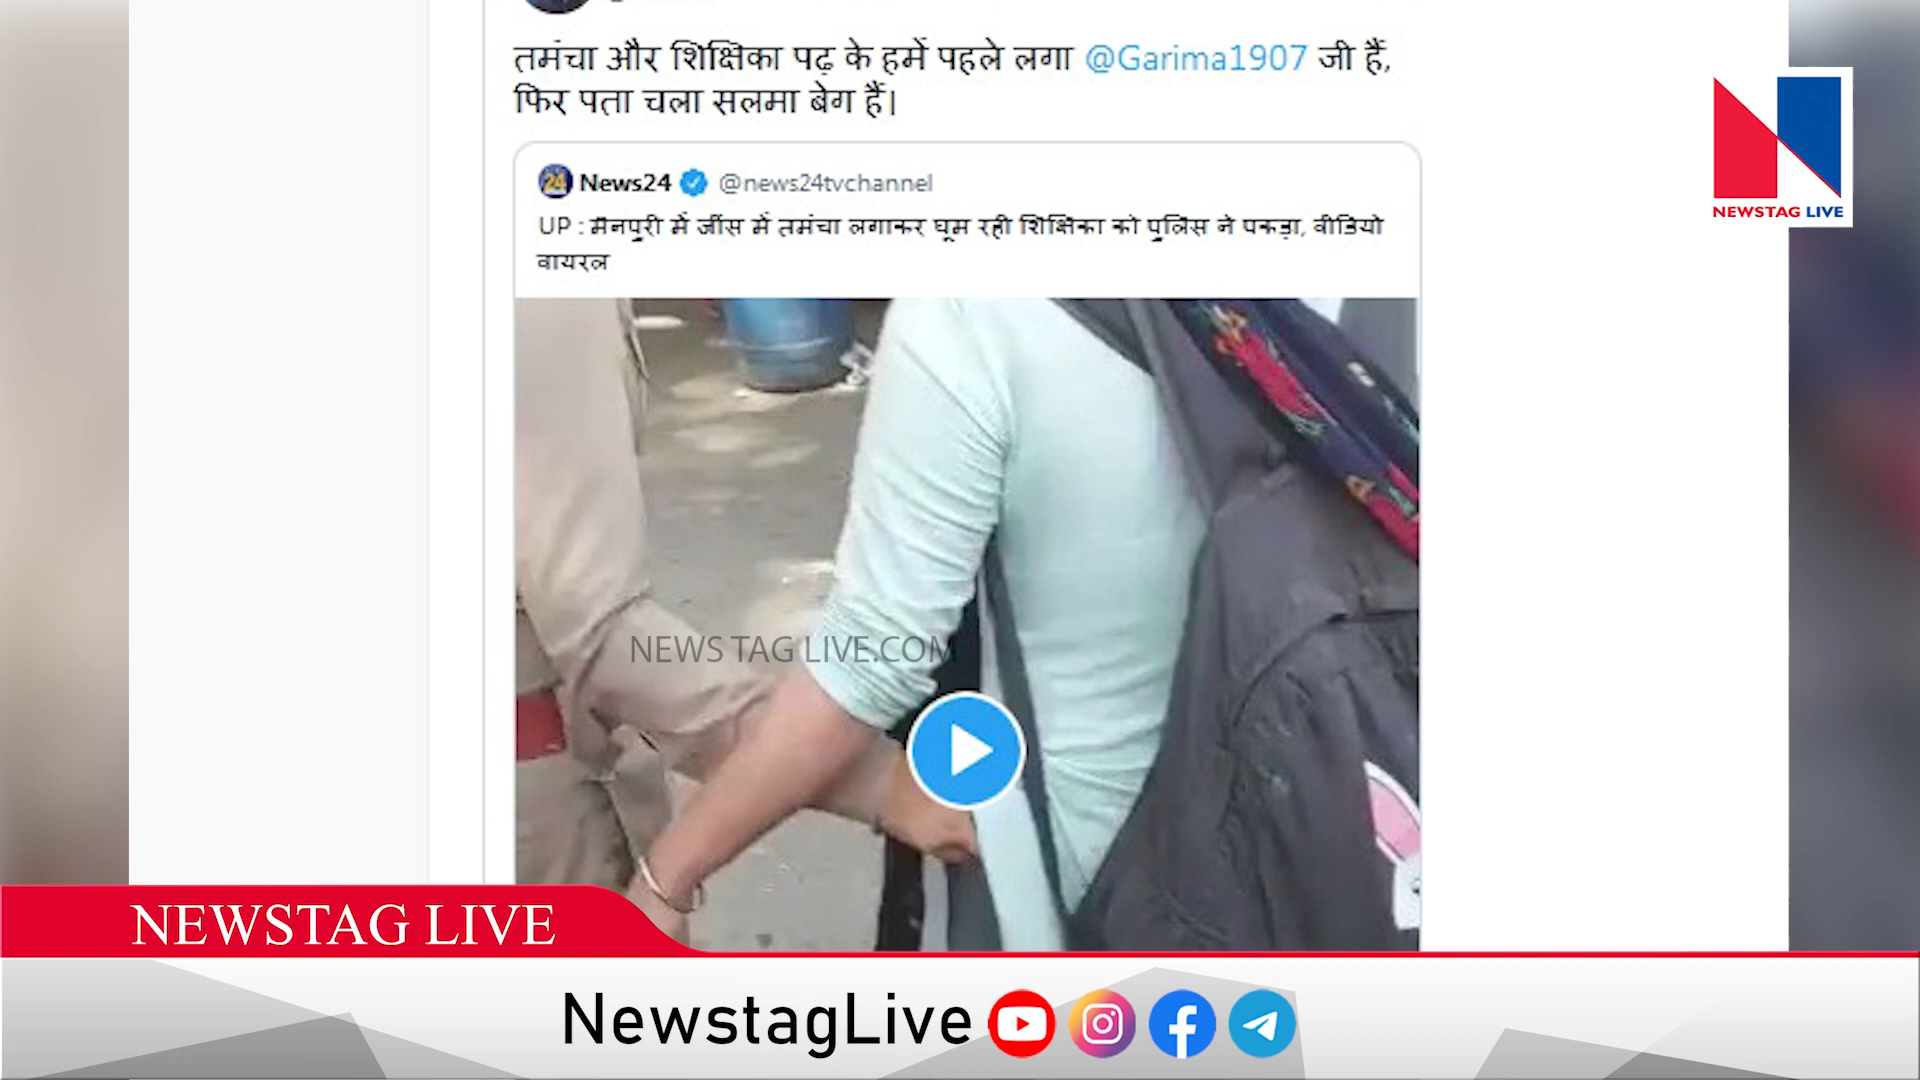 तमंचा और शिक्षिका पढ़ के हमें पहले लगा @Garima1907 जी हैं,
फिर पता चला सलमा बेग हैं।
NEWSTAG LIVE
24 News24 @news24tvchannel
UP : मैनपुरी में जींस में तमंचा लगाकर घूम रही शिक्षिका को पुलिस ने पकड़ा, वीडियो
वायरल
NEWS TAG LIVE.COM
NEWSTAG LIVE
NewstagLive